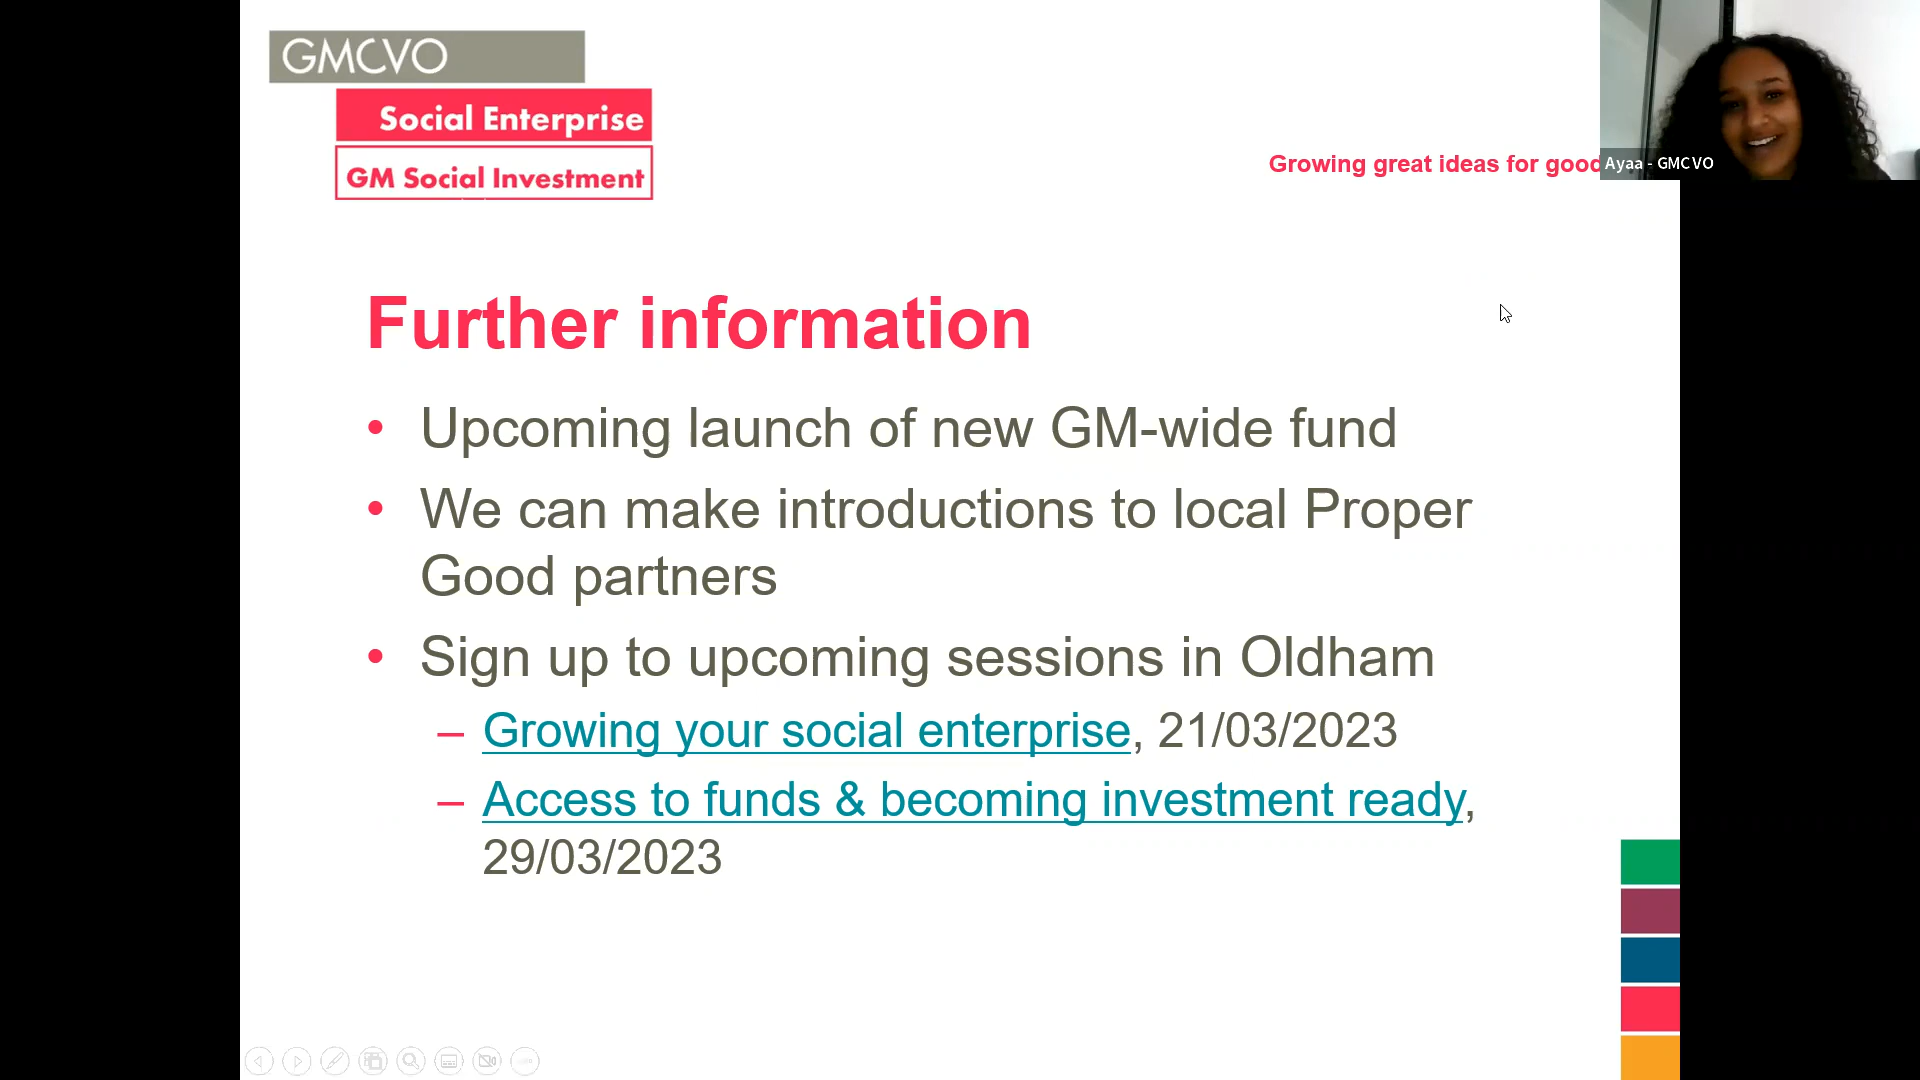 GMCVO
Social Enterprise
GM Social Investment
Growing great ideas for good
Ayaa - GMCVO
Further information
• Upcoming launch of new GM-wide fund
• We can make introductions to local Proper
Good partners
• Sign up to upcoming sessions in Oldham
– Growing your social enterprise, 21/03/2023
– Access to funds & becoming investment ready,
29/03/2023